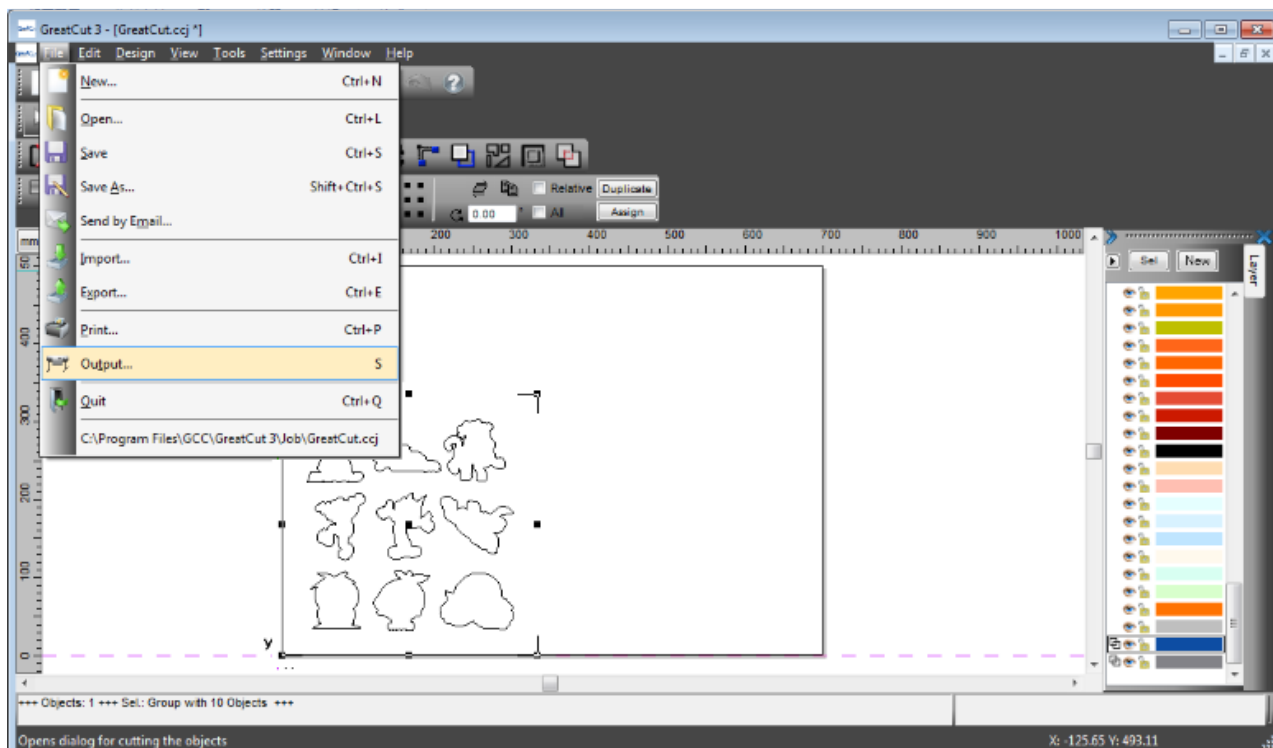 GreatCut 3 - [GreatCut.ccj *]
File Edit Design View Tools Settings Window Help
New... Ctrl+N
Open... Ctrl+L
Save Ctrl+S
Save As... Shift+Ctrl+S
Send by Email...
Import... Ctrl+I
Export... Ctrl+E
Print... Ctrl+P
Output... S
Quit Ctrl+Q
C:\Program Files\GCC\GreatCut 3\Job\GreatCut.ccj
Relative Duplicate
0.00 ° All Assign
mm 200 300 400 500 600 700 800 900 1000
Sel New
Layer
400
300
200
100
0
Y
+++ Objects: 1 +++ Sel.: Group with 10 Objects +++
Opens dialog for cutting the objects X: -125.65 Y: 493.11